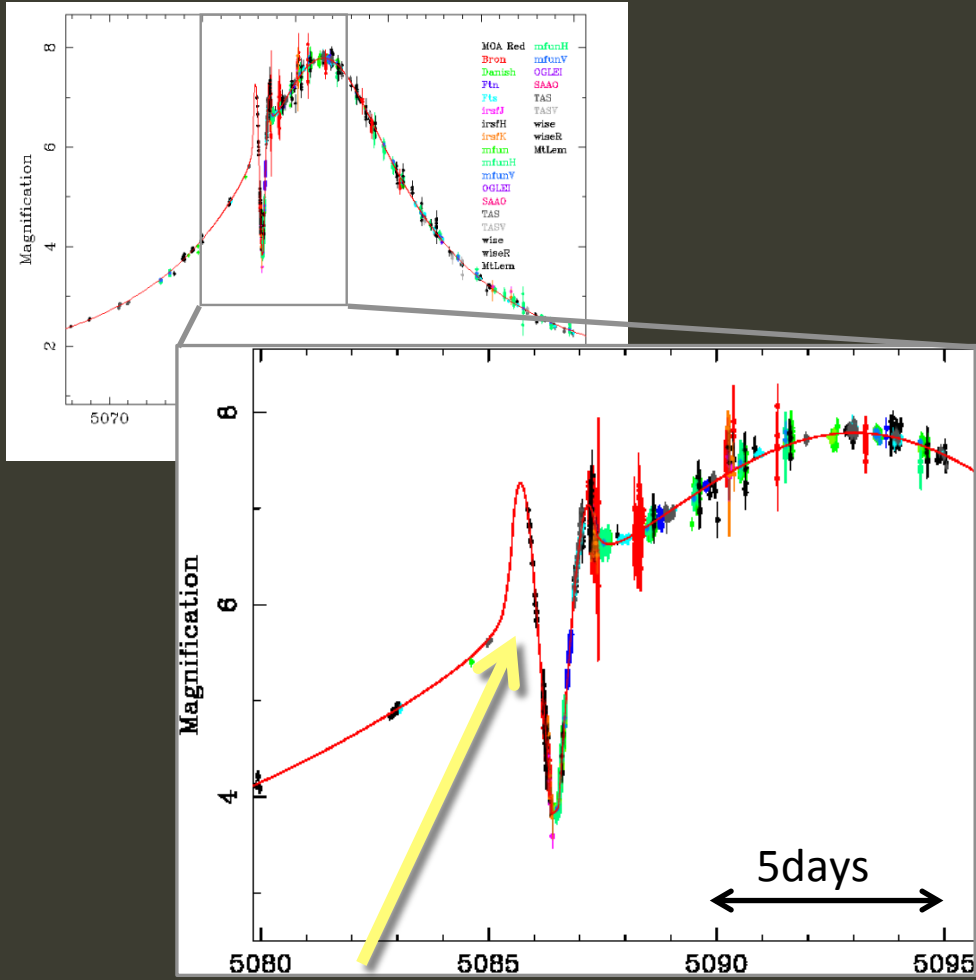 8
6
4
2
Magnification
5070
MOA Red mfunH
Bron mfunV
Danish OGLEI
Ftn SAAO
Fts TAS
irsfJ TASV
irsfH wise
irsfK wiseR
mfun MtLem
mfunH
mfunV
OGLEI
SAAO
TAS
TASV
wise
wiseR
MtLem
8
6
4
Magnification
5days
5080 5085 5090 5095